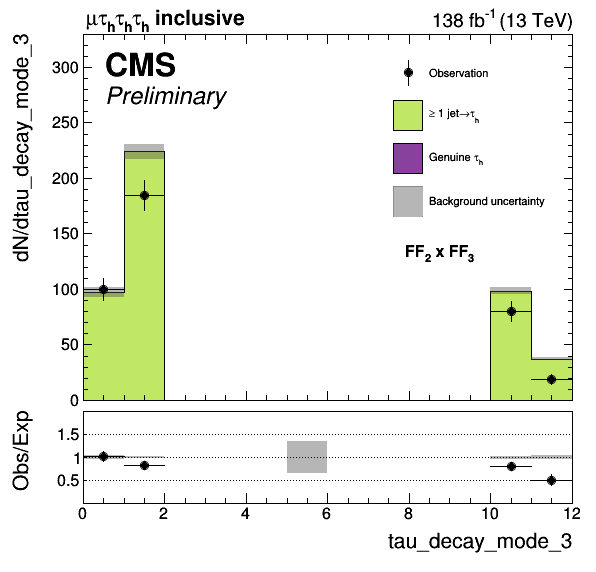 μτₕτₕτₕ inclusive
138 fb⁻¹ (13 TeV)
CMS
Preliminary
Observation
≥ 1 jet→τₕ
Genuine τₕ
Background uncertainty
FF₂ x FF₃
dN/dtau_decay_mode_3
300
250
200
150
100
50
0
Obs/Exp
1.5
1
0.5
0 2 4 6 8 10 12
tau_decay_mode_3